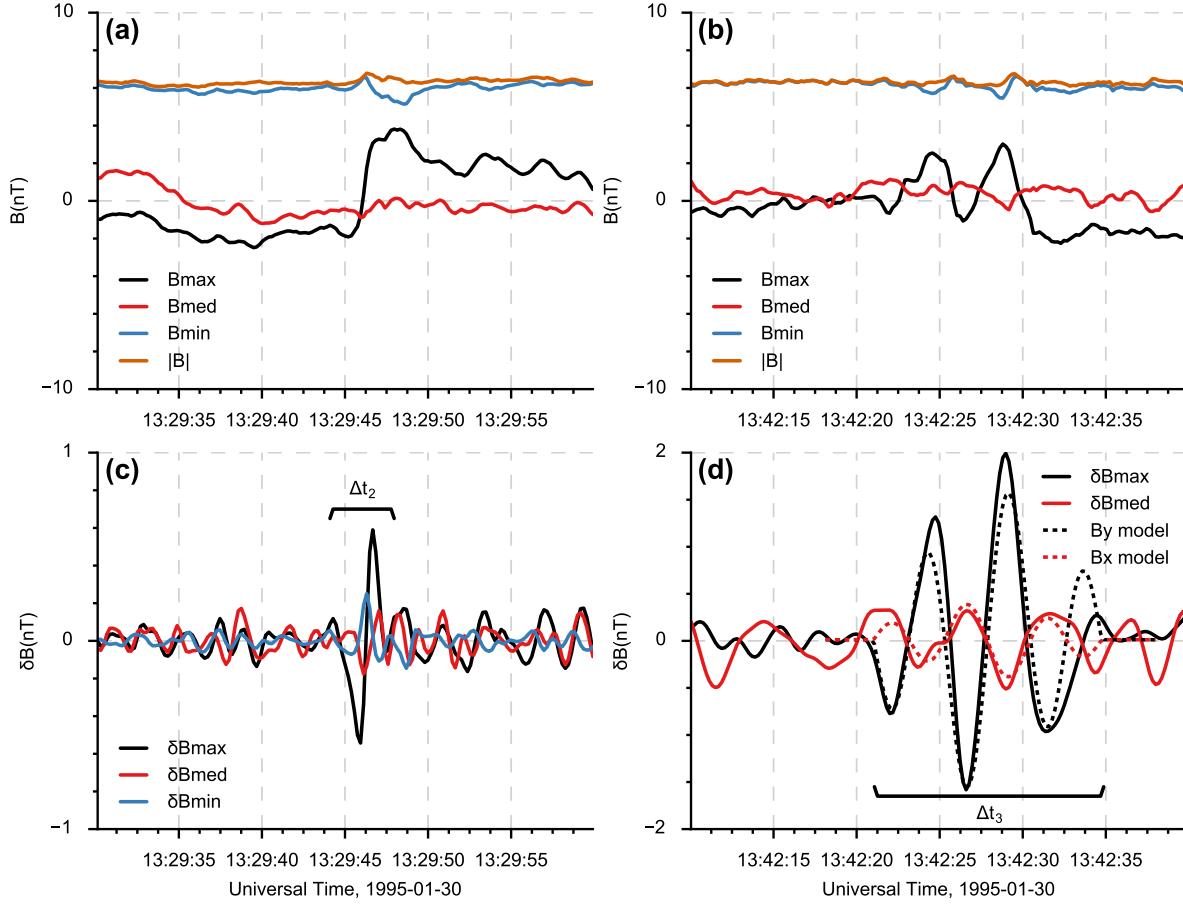 (a)
10
0
−10
B(nT)
Bmax
Bmed
Bmin
|B|
13:29:35 13:29:40 13:29:45 13:29:50 13:29:55
(b)
10
0
−10
B(nT)
Bmax
Bmed
Bmin
|B|
13:42:15 13:42:20 13:42:25 13:42:30 13:42:35
(c)
1
0
−1
δB(nT)
Δt₂
δBmax
δBmed
δBmin
13:29:35 13:29:40 13:29:45 13:29:50 13:29:55
Universal Time, 1995-01-30
(d)
2
0
−2
δB(nT)
δBmax
δBmed
By model
Bx model
Δt₃
13:42:15 13:42:20 13:42:25 13:42:30 13:42:35
Universal Time, 1995-01-30